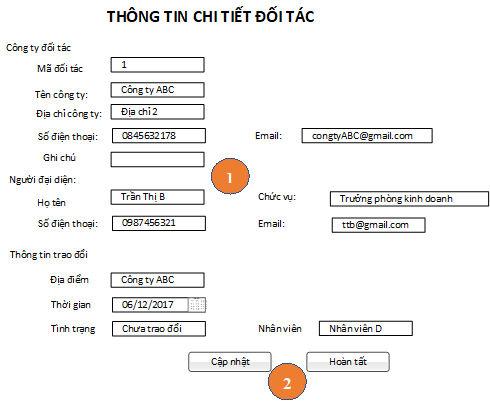 THÔNG TIN CHI TIẾT ĐỐI TÁC
Công ty đối tác
Mã đối tác 1
Tên công ty: Công ty ABC
Địa chỉ công ty: Địa chỉ 2
Số điện thoại: 0845632178 Email: congtyABC@gmail.com
Ghi chú
1
Người đại diện:
Họ tên Trần Thị B Chức vụ: Trưởng phòng kinh doanh
Số điện thoại: 0987456321 Email: ttb@gmail.com
Thông tin trao đổi
Địa điểm Công ty ABC
Thời gian 06/12/2017
Tình trạng Chưa trao đổi Nhân viên Nhân viên D
Cập nhật Hoàn tất
2